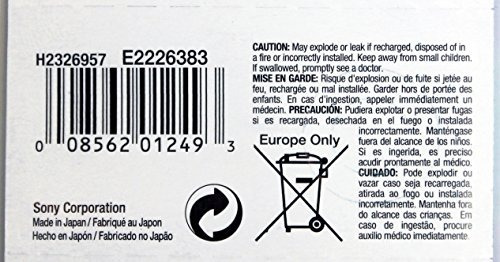 H2326957 E2226383
0 08562 01249 3
Sony Corporation
Made in Japan / Fabriqué au Japon
Hecho en Japón / Fabricado no Japão
CAUTION: May explode or leak if recharged, disposed of in
a fire or incorrectly installed. Keep away from small children.
If swallowed, promptly see a doctor.
MISE EN GARDE: Risque d'explosion ou de fuite si jetée au
feu, rechargée ou mal installée. Garder hors de portée des
enfants. En cas d'ingestion, appeler immédiatement un
médecin. PRECAUCIÓN: Pudiera explotar o presentar fugas
si es recargada, desechada en el fuego o instalada
incorrectamente. Manténgase
fuera del alcance de los niños.
Si es ingerida, es preciso
acudir prontamente al médico.
CUIDADO: Pode explodir ou
vazar caso seja recarregada,
atirada ao fogo ou instalada
incorretamente. Mantenha fora
do alcance das crianças. Em
caso de ingestão, procure
auxílio médico imediatamente.
Europe Only